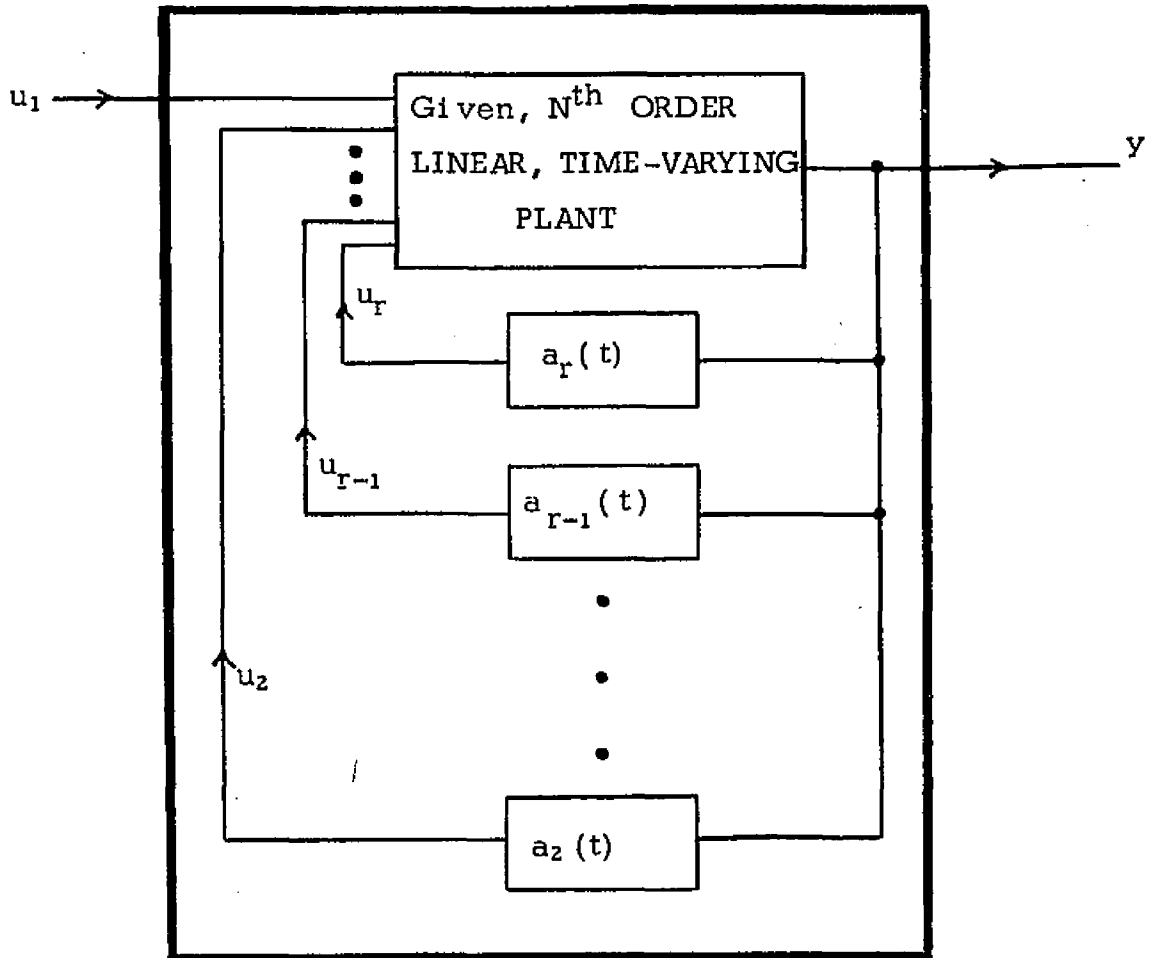 u₁
Given, Nᵗʰ ORDER
LINEAR, TIME-VARYING
PLANT
y
uᵣ
aᵣ(t)
uᵣ₋₁
aᵣ₋₁(t)
u₂
a₂(t)